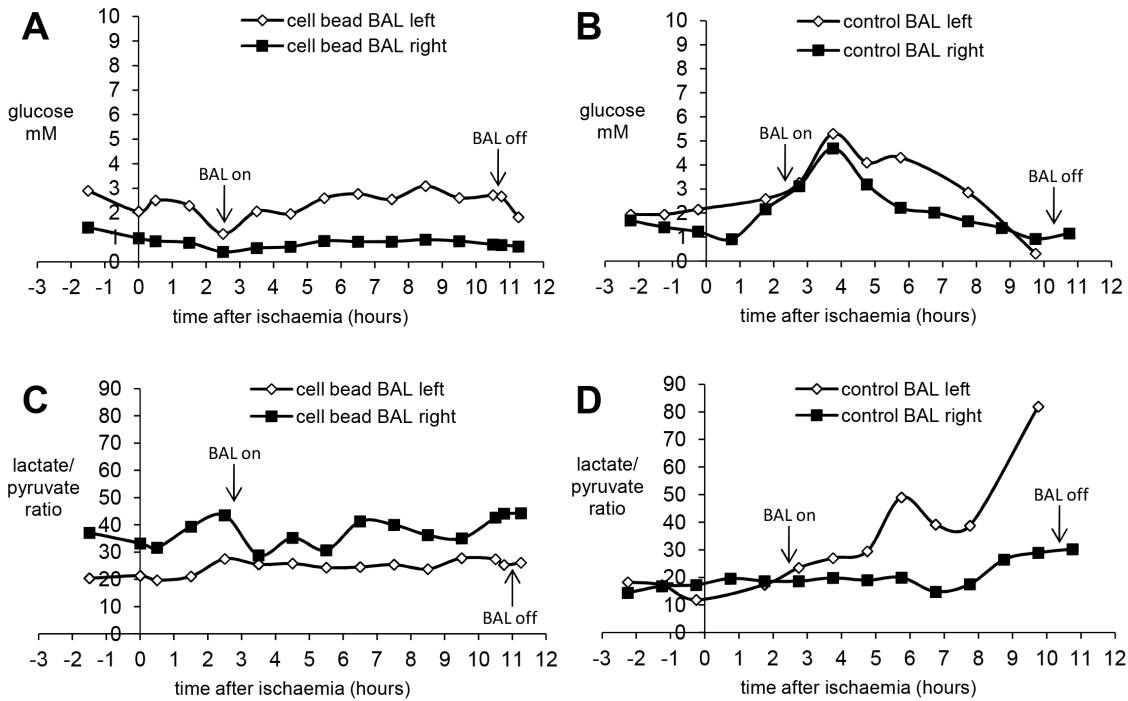 A
cell bead BAL left
cell bead BAL right
10
9
8
7
6
5
4
3
2
1
0
glucose
mM
BAL on
BAL off
-3 -2 -1 0 1 2 3 4 5 6 7 8 9 10 11 12
time after ischaemia (hours)
B
control BAL left
control BAL right
10
9
8
7
6
5
4
3
2
1
0
glucose
mM
BAL on
BAL off
-3 -2 -1 0 1 2 3 4 5 6 7 8 9 10 11 12
time after ischaemia (hours)
C
cell bead BAL left
cell bead BAL right
90
80
70
60
50
40
30
20
10
0
lactate/
pyruvate
ratio
BAL on
BAL off
-3 -2 -1 0 1 2 3 4 5 6 7 8 9 10 11 12
time after ischaemia (hours)
D
control BAL left
control BAL right
90
80
70
60
50
40
30
20
10
0
lactate/
pyruvate
ratio
BAL on
BAL off
-3 -2 -1 0 1 2 3 4 5 6 7 8 9 10 11 12
time after ischaemia (hours)